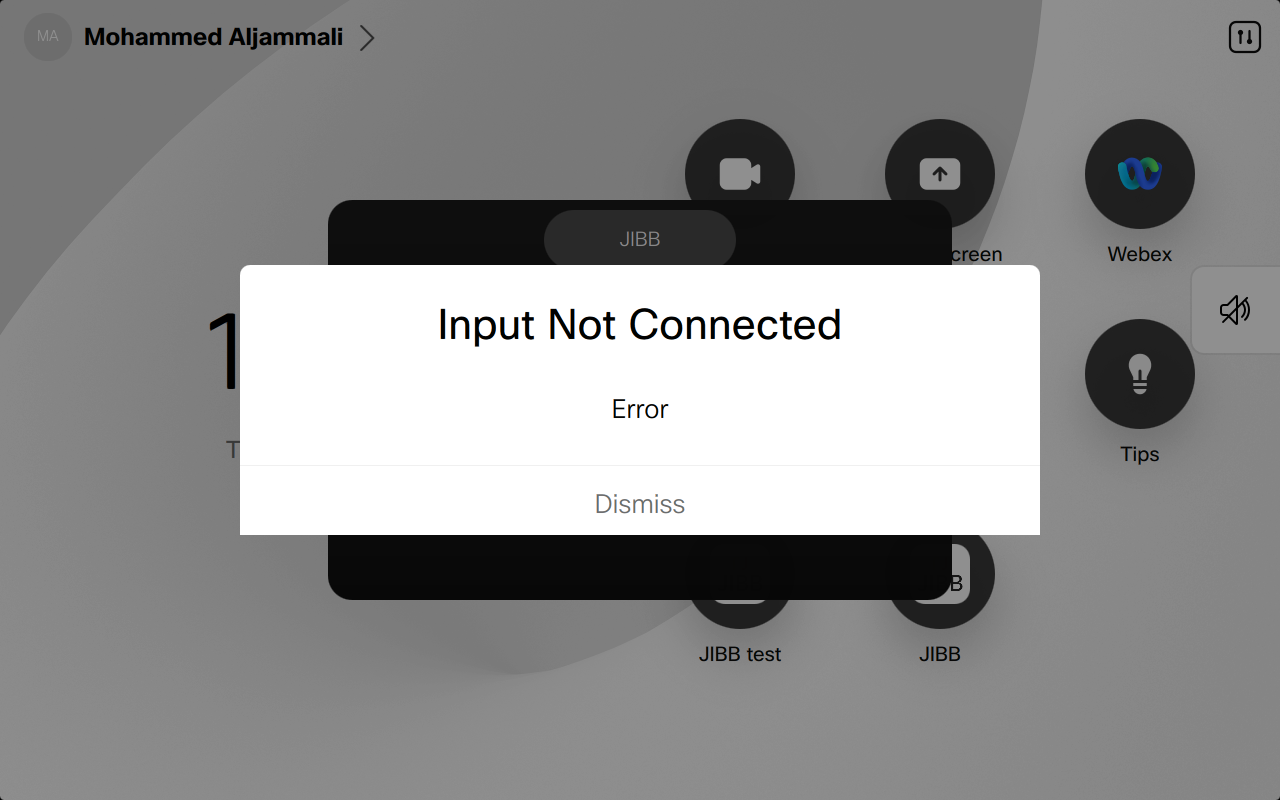 MA
Mohammed Aljammali
JIBB
creen
Webex
Input Not Connected
Error
Dismiss
1
T
Tips
B
JIBB test
JIBB